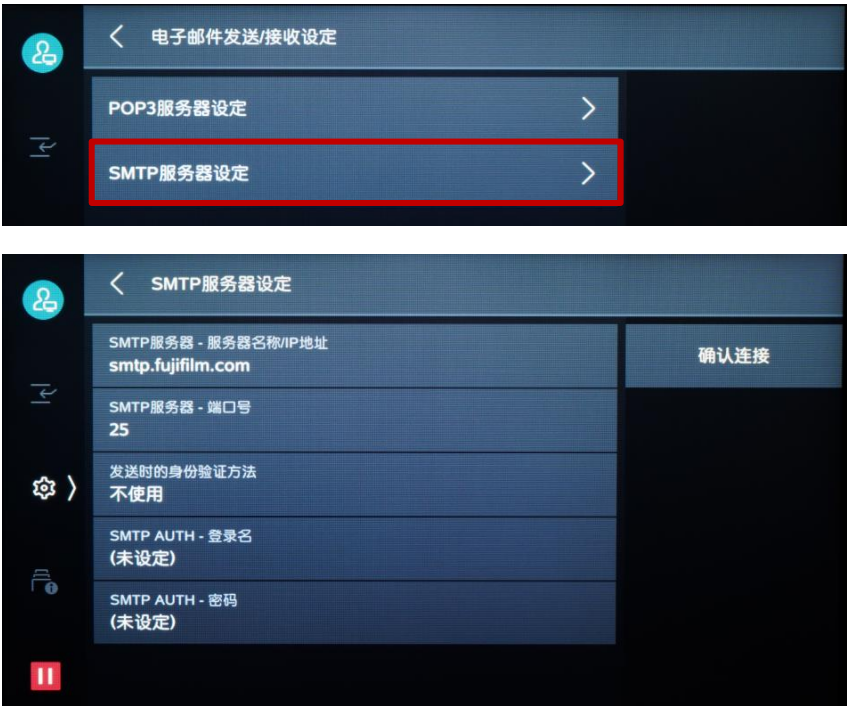 电子邮件发送/接收设定
POP3服务器设定
SMTP服务器设定
SMTP服务器设定
SMTP服务器 - 服务器名称/IP地址
smtp.fujifilm.com
确认连接
SMTP服务器 - 端口号
25
发送时的身份验证方法
不使用
SMTP AUTH - 登录名
(未设定)
SMTP AUTH - 密码
(未设定)